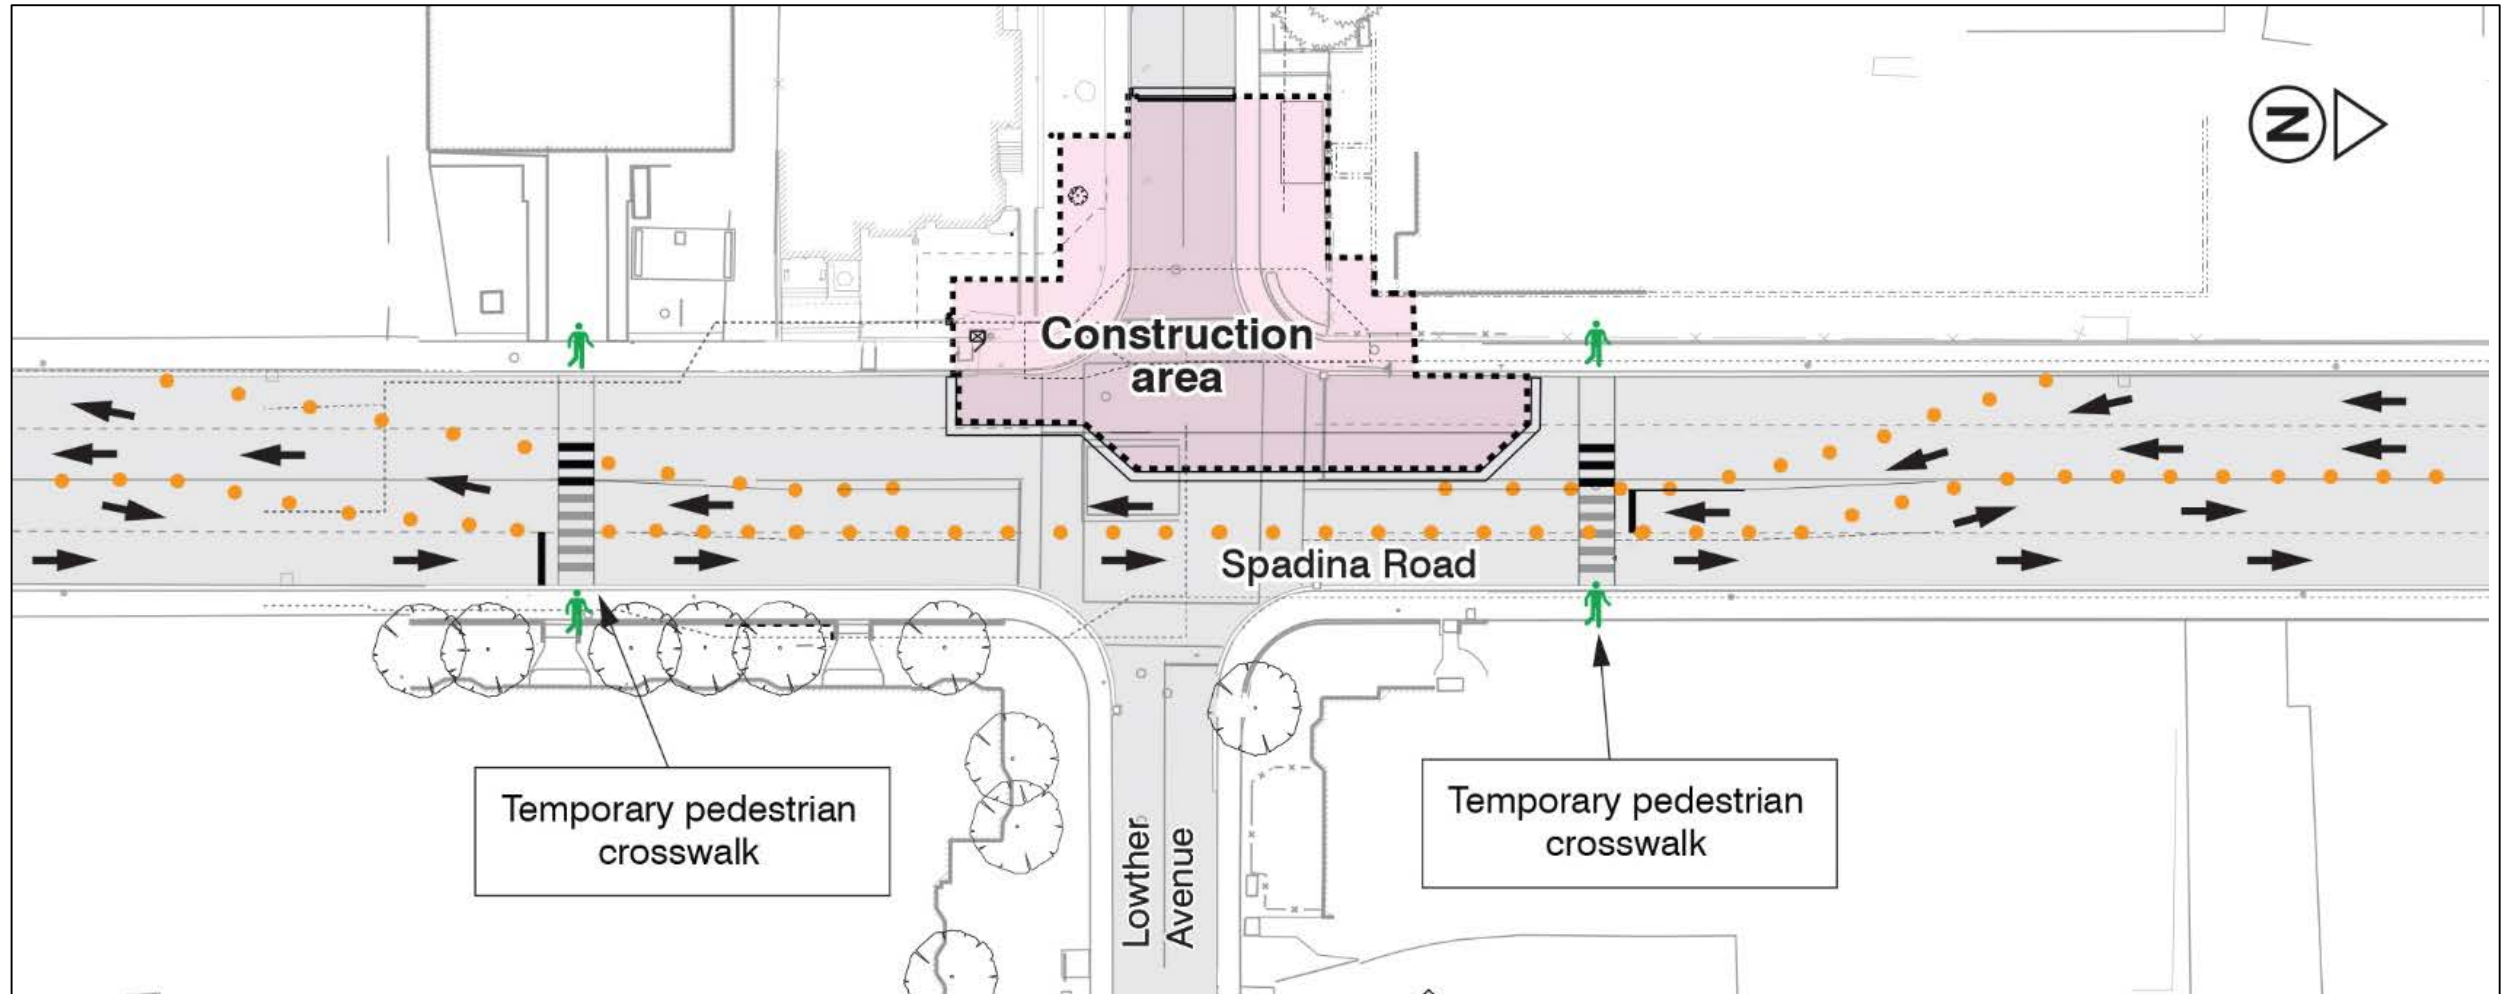 N
Construction
area
Spadina Road
Temporary pedestrian
crosswalk
Temporary pedestrian
crosswalk
Lowther
Avenue